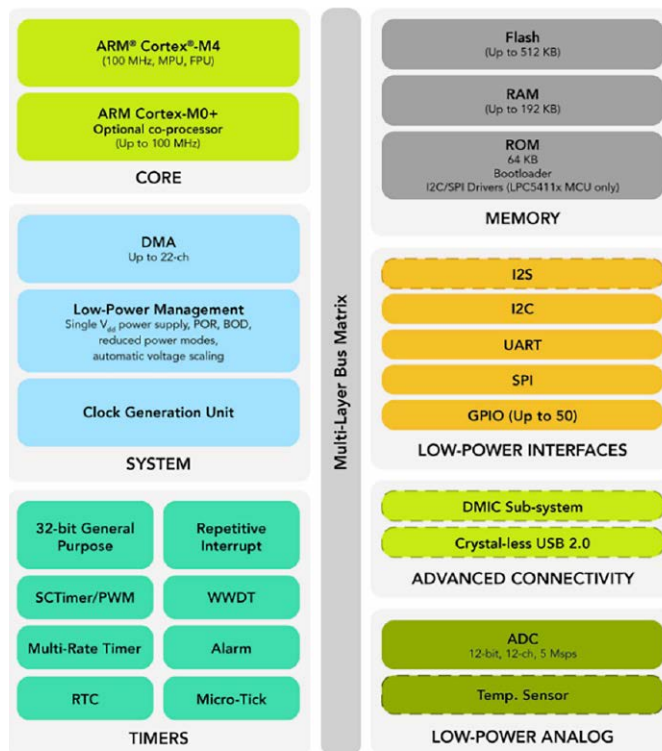 ARM® Cortex®-M4
(100 MHz, MPU, FPU)
ARM Cortex-M0+
Optional co-processor
(Up to 100 MHz)
CORE
DMA
Up to 22-ch
Low-Power Management
Single Vdd power supply, POR, BOD,
reduced power modes,
automatic voltage scaling
Clock Generation Unit
SYSTEM
32-bit General
Purpose
Repetitive
Interrupt
SCTimer/PWM
WWDT
Multi-Rate Timer
Alarm
RTC
Micro-Tick
TIMERS
Multi-Layer Bus Matrix
Flash
(Up to 512 KB)
RAM
(Up to 192 KB)
ROM
64 KB
Bootloader
I2C/SPI Drivers (LPC5411x MCU only)
MEMORY
I2S
I2C
UART
SPI
GPIO (Up to 50)
LOW-POWER INTERFACES
DMIC Sub-system
Crystal-less USB 2.0
ADVANCED CONNECTIVITY
ADC
12-bit, 12-ch, 5 Msps
Temp. Sensor
LOW-POWER ANALOG